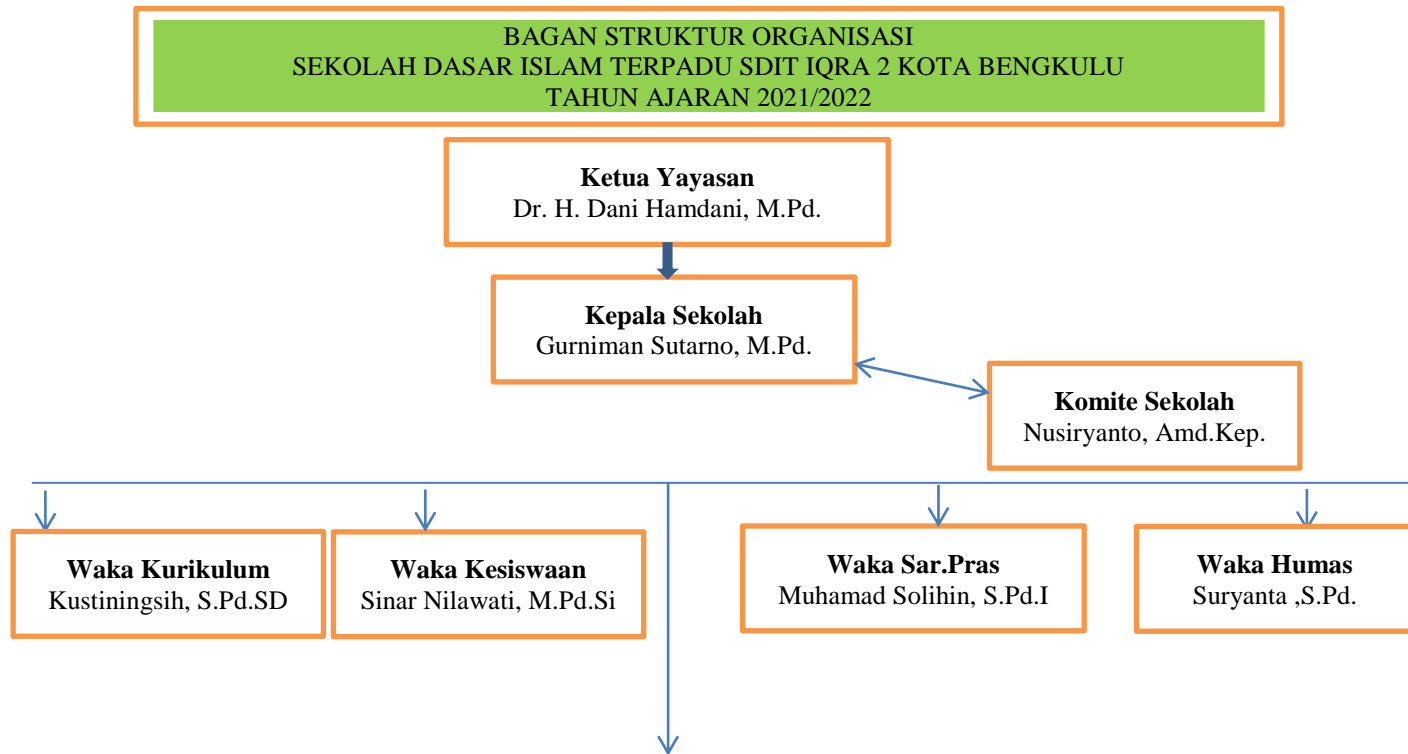 BAGAN STRUKTUR ORGANISASI
SEKOLAH DASAR ISLAM TERPADU SDIT IQRA 2 KOTA BENGKULU
TAHUN AJARAN 2021/2022
Ketua Yayasan
Dr. H. Dani Hamdani, M.Pd.
Kepala Sekolah
Gurniman Sutarno, M.Pd.
Komite Sekolah
Nusiryanto, Amd.Kep.
Waka Kurikulum
Kustiningsih, S.Pd.SD
Waka Kesiswaan
Sinar Nilawati, M.Pd.Si
Waka Sar.Pras
Muhamad Solihin, S.Pd.I
Waka Humas
Suryanta ,S.Pd.